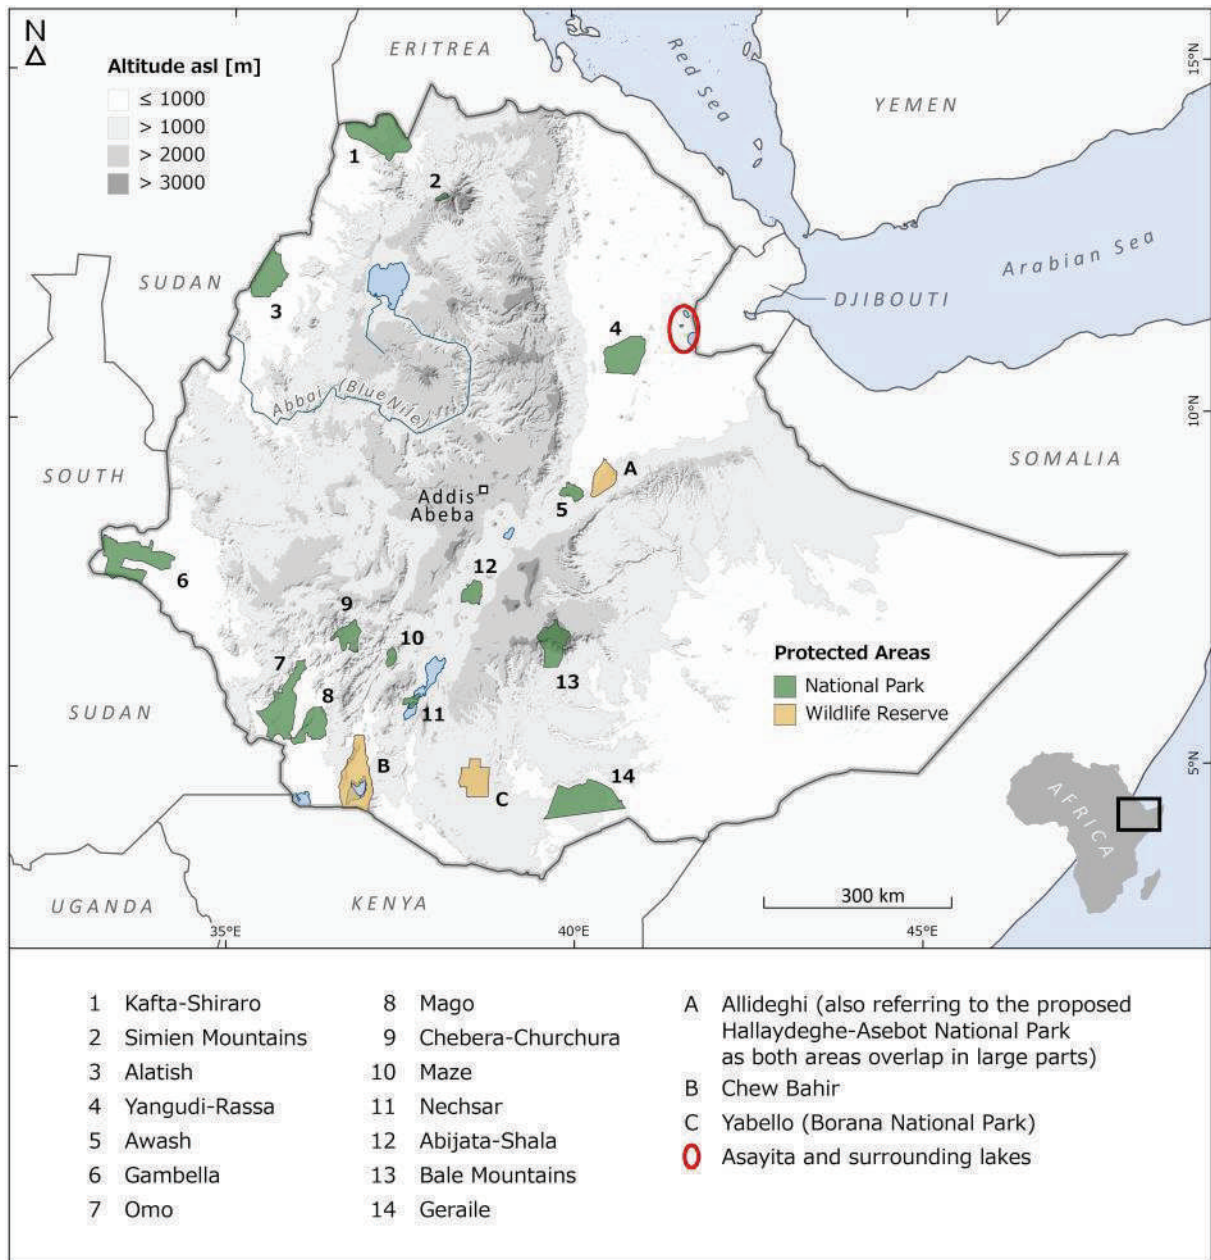 N
Altitude asl [m]
≤ 1000
> 1000
> 2000
> 3000
ERITREA
Red Sea
YEMEN
15°N
1
2
SUDAN
3
Arabian Sea
DJIBOUTI
4
Abbai (Blue Nile)
10°N
SOMALIA
SOUTH
A
Addis
Abeba
5
6
12
9
10
7
8
11
13
Protected Areas
National Park
Wildlife Reserve
SUDAN
B
C
14
5°N
AFRICA
UGANDA
KENYA
300 km
35°E
40°E
45°E
1 Kafta-Shiraro
2 Simien Mountains
3 Alatish
4 Yangudi-Rassa
5 Awash
6 Gambella
7 Omo
8 Mago
9 Chebera-Churchura
10 Maze
11 Nechsar
12 Abijata-Shala
13 Bale Mountains
14 Geraile
A Allideghi (also referring to the proposed
Hallaydeghe-Asebot National Park
as both areas overlap in large parts)
B Chew Bahir
C Yabello (Borana National Park)
Asayita and surrounding lakes